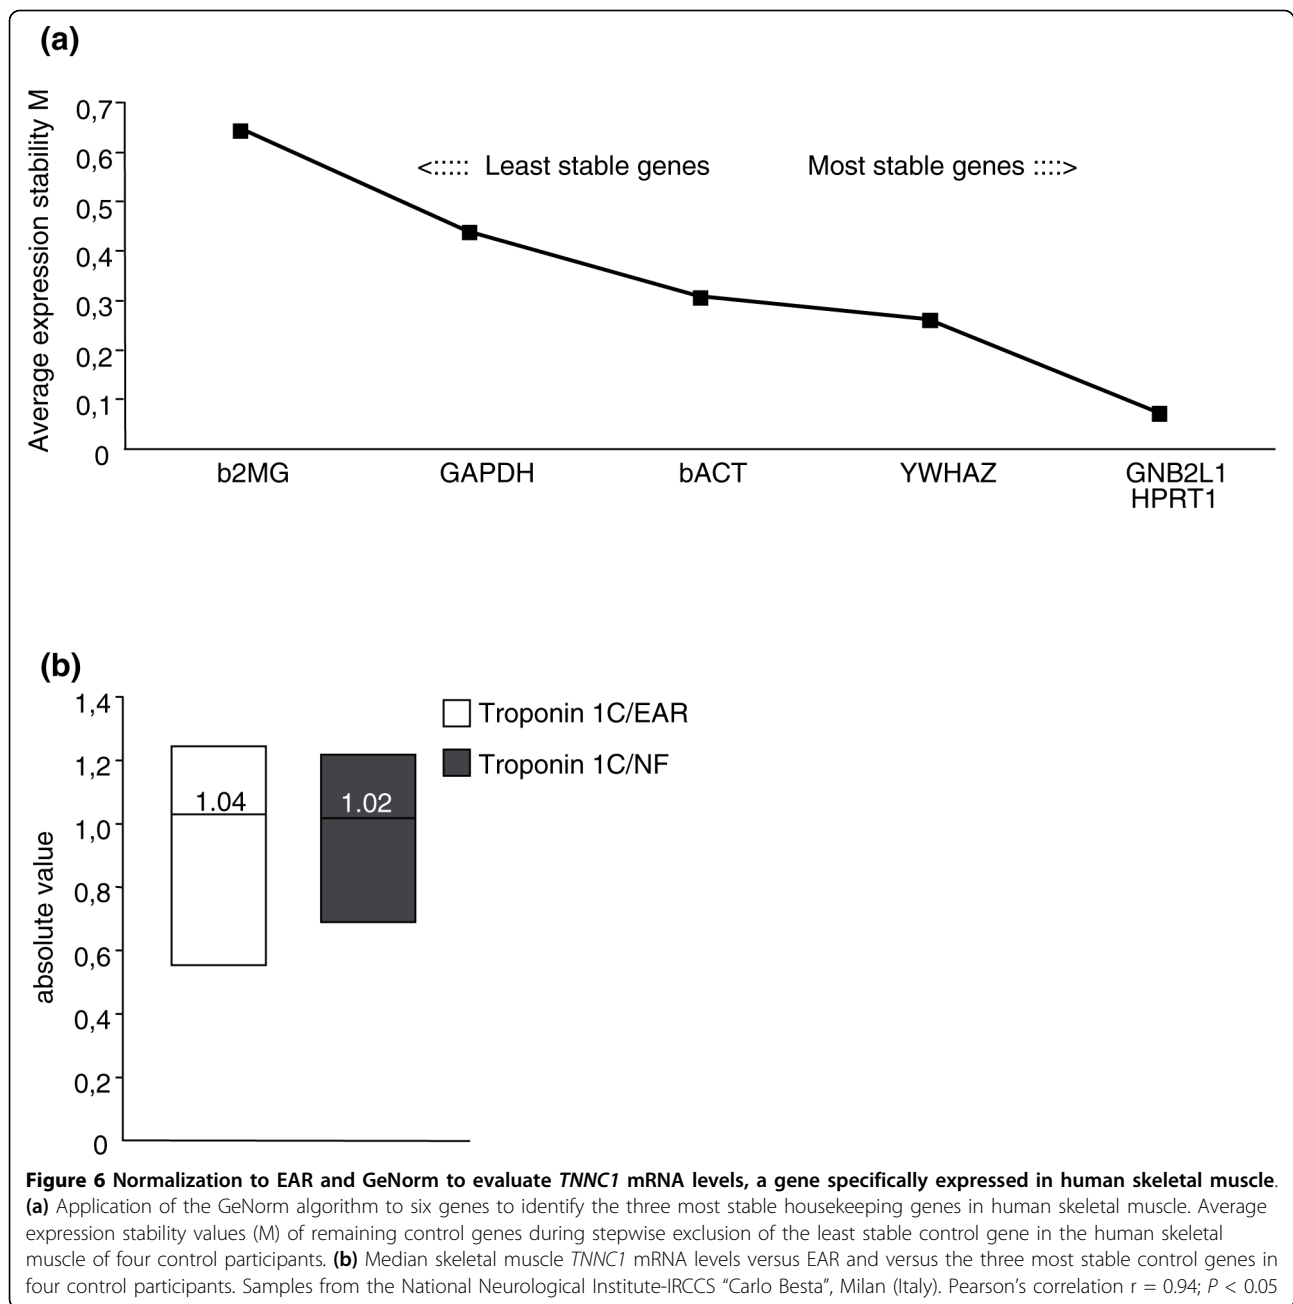 (a)
Average expression stability M
0,7
0,6
0,5
0,4
0,3
0,2
0,1
0
<::::: Least stable genes
Most stable genes ::::>
b2MG
GAPDH
bACT
YWHAZ
GNB2L1
HPRT1
(b)
absolute value
1,4
1,2
1,0
0,8
0,6
0,4
0,2
0
1.04
1.02
Troponin 1C/EAR
Troponin 1C/NF
Figure 6 Normalization to EAR and GeNorm to evaluate TNNC1 mRNA levels, a gene specifically expressed in human skeletal muscle.
(a) Application of the GeNorm algorithm to six genes to identify the three most stable housekeeping genes in human skeletal muscle. Average
expression stability values (M) of remaining control genes during stepwise exclusion of the least stable control gene in the human skeletal
muscle of four control participants. (b) Median skeletal muscle TNNC1 mRNA levels versus EAR and versus the three most stable control genes in
four control participants. Samples from the National Neurological Institute-IRCCS “Carlo Besta”, Milan (Italy). Pearson’s correlation r = 0.94; P < 0.05